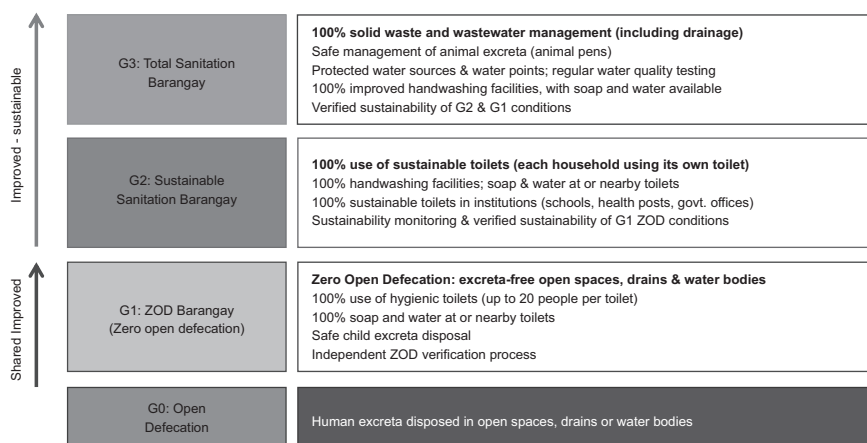 Improved - sustainable
G3: Total Sanitation
Barangay
100% solid waste and wastewater management (including drainage)
Safe management of animal excreta (animal pens)
Protected water sources & water points; regular water quality testing
100% improved handwashing facilities, with soap and water available
Verified sustainability of G2 & G1 conditions
G2: Sustainable
Sanitation Barangay
100% use of sustainable toilets (each household using its own toilet)
100% handwashing facilities; soap & water at or nearby toilets
100% sustainable toilets in institutions (schools, health posts, govt. offices)
Sustainability monitoring & verified sustainability of G1 ZOD conditions
Shared Improved
G1: ZOD Barangay
(Zero open defecation)
Zero Open Defecation: excreta-free open spaces, drains & water bodies
100% use of hygienic toilets (up to 20 people per toilet)
100% soap and water at or nearby toilets
Safe child excreta disposal
Independent ZOD verification process
G0: Open
Defecation
Human excreta disposed in open spaces, drains or water bodies